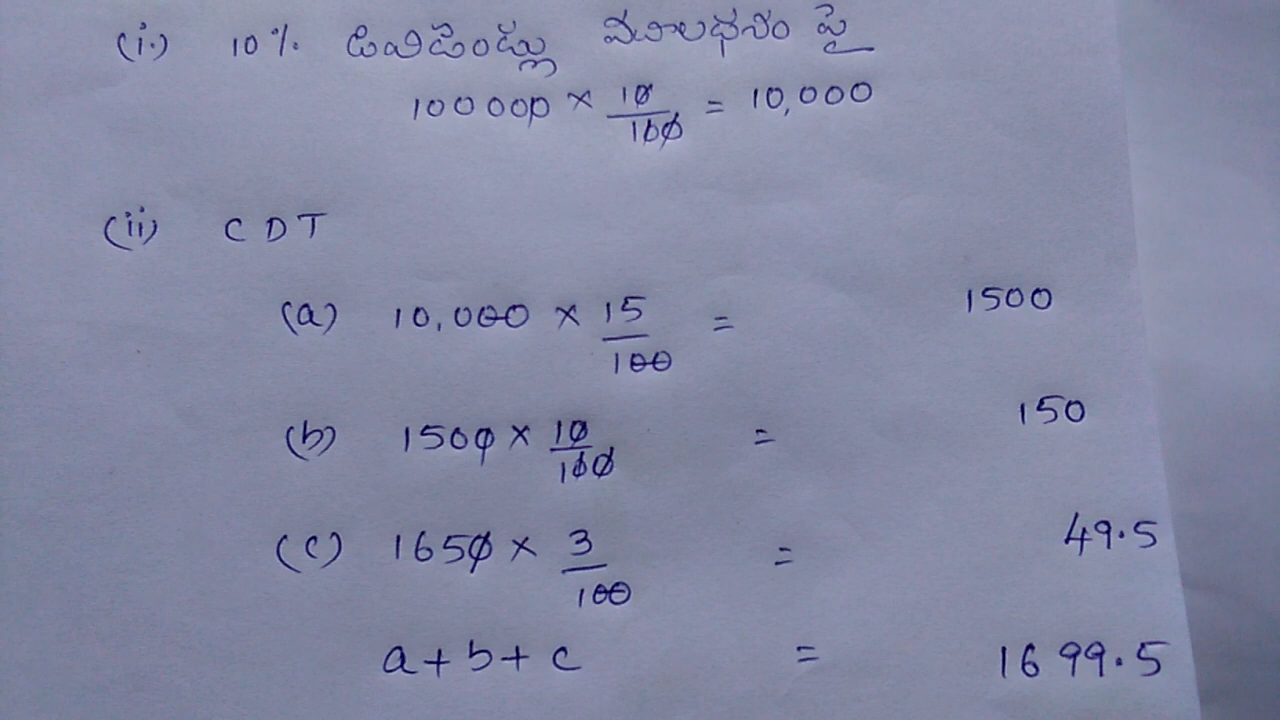 (i.) 10% డివిడెండ్లు మూలధనం పై
100000 × 10/100 = 10,000
(ii) CDT
(a) 10,000 × 15/100 = 1500
(b) 1500 × 10/100 = 150
(c) 1650 × 3/100 = 49.5
a+b+c = 1699.5